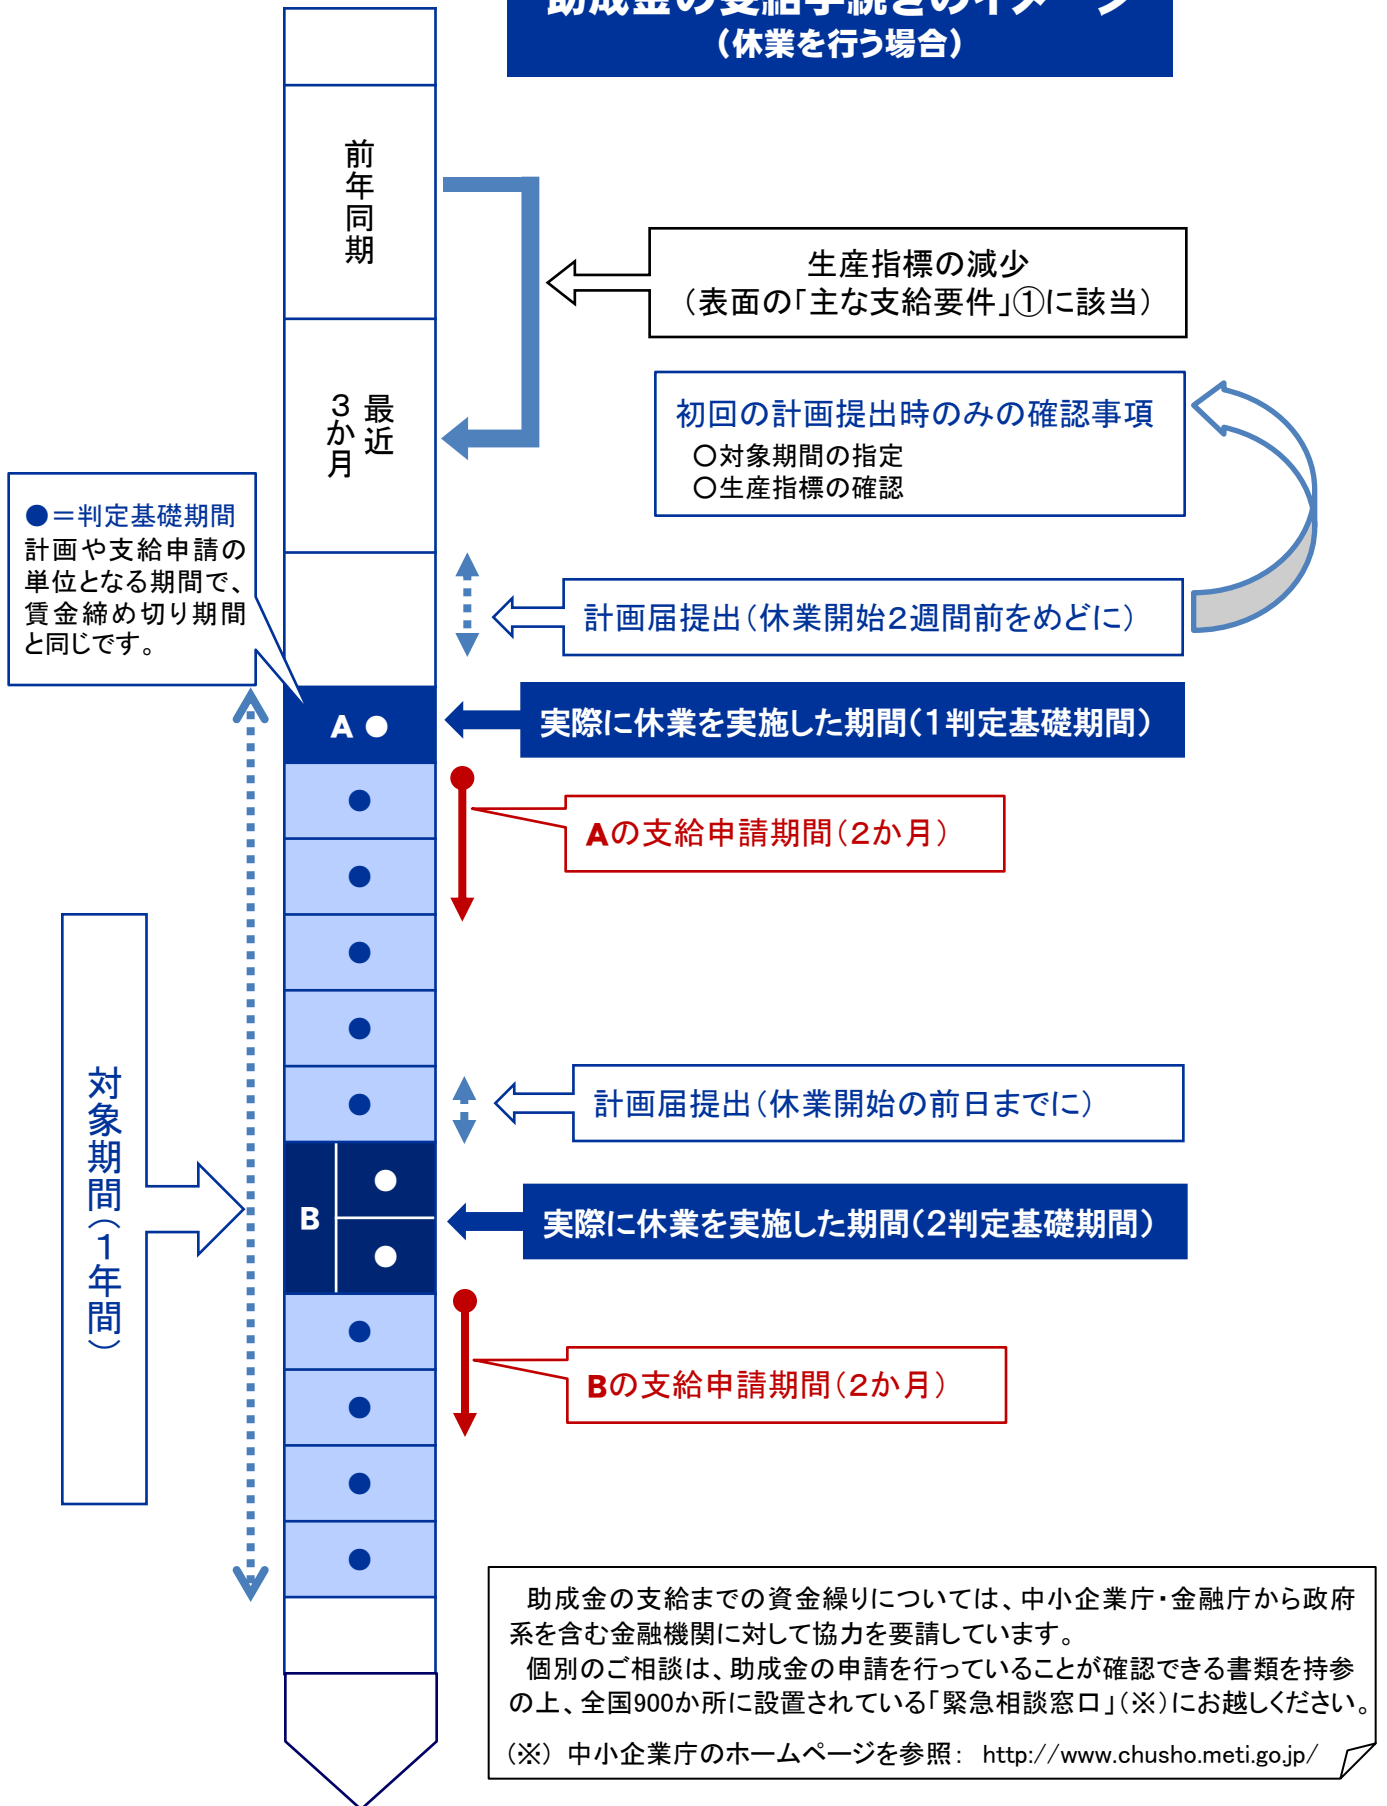 助成金の支給手続きのイメージ
(休業を行う場合)
前年同期
生産指標の減少
(表面の「主な支給要件」①に該当)
最近
3か月
初回の計画提出時のみの確認事項
○対象期間の指定
○生産指標の確認
●=判定基礎期間
計画や支給申請の
単位となる期間で、
賃金締め切り期間
と同じです。
計画届提出(休業開始2週間前をめどに)
A ●
実際に休業を実施した期間(1判定基礎期間)
Aの支給申請期間(2か月)
対象期間(1年間)
計画届提出(休業開始の前日までに)
B
実際に休業を実施した期間(2判定基礎期間)
Bの支給申請期間(2か月)
助成金の支給までの資金繰りについては、中小企業庁・金融庁から政府
系を含む金融機関に対して協力を要請しています。
個別のご相談は、助成金の申請を行っていることが確認できる書類を持参
の上、全国900か所に設置されている「緊急相談窓口」(※)にお越しください。
(※) 中小企業庁のホームページを参照: http://www.chusho.meti.go.jp/